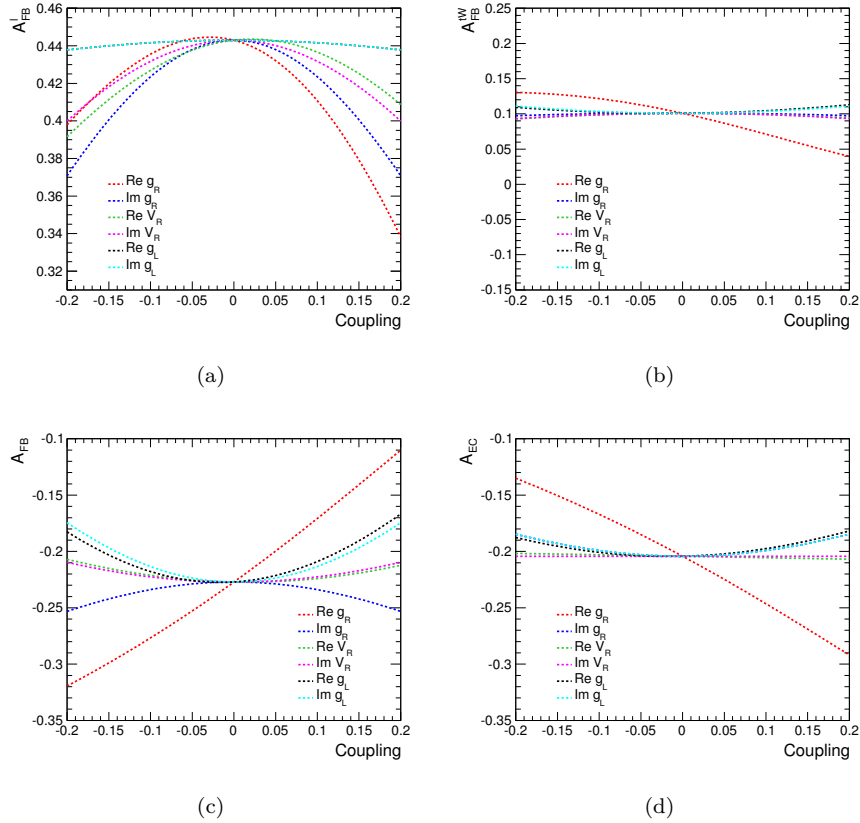 A^l_FB
0.46
0.44
0.42
0.4
0.38
0.36
0.34
0.32
Re g_R
Im g_R
Re V_R
Im V_R
Re g_L
Im g_L
-0.2 -0.15 -0.1 -0.05 0 0.05 0.1 0.15 0.2
Coupling
(a)
A^tW_FB
0.25
0.2
0.15
0.1
0.05
0
-0.05
-0.1
-0.15
Re g_R
Im g_R
Re V_R
Im V_R
Re g_L
Im g_L
-0.2 -0.15 -0.1 -0.05 0 0.05 0.1 0.15 0.2
Coupling
(b)
A_FB
-0.1
-0.15
-0.2
-0.25
-0.3
-0.35
Re g_R
Im g_R
Re V_R
Im V_R
Re g_L
Im g_L
-0.2 -0.15 -0.1 -0.05 0 0.05 0.1 0.15 0.2
Coupling
(c)
A_EC
-0.1
-0.15
-0.2
-0.25
-0.3
-0.35
Re g_R
Im g_R
Re V_R
Im V_R
Re g_L
Im g_L
-0.2 -0.15 -0.1 -0.05 0 0.05 0.1 0.15 0.2
Coupling
(d)